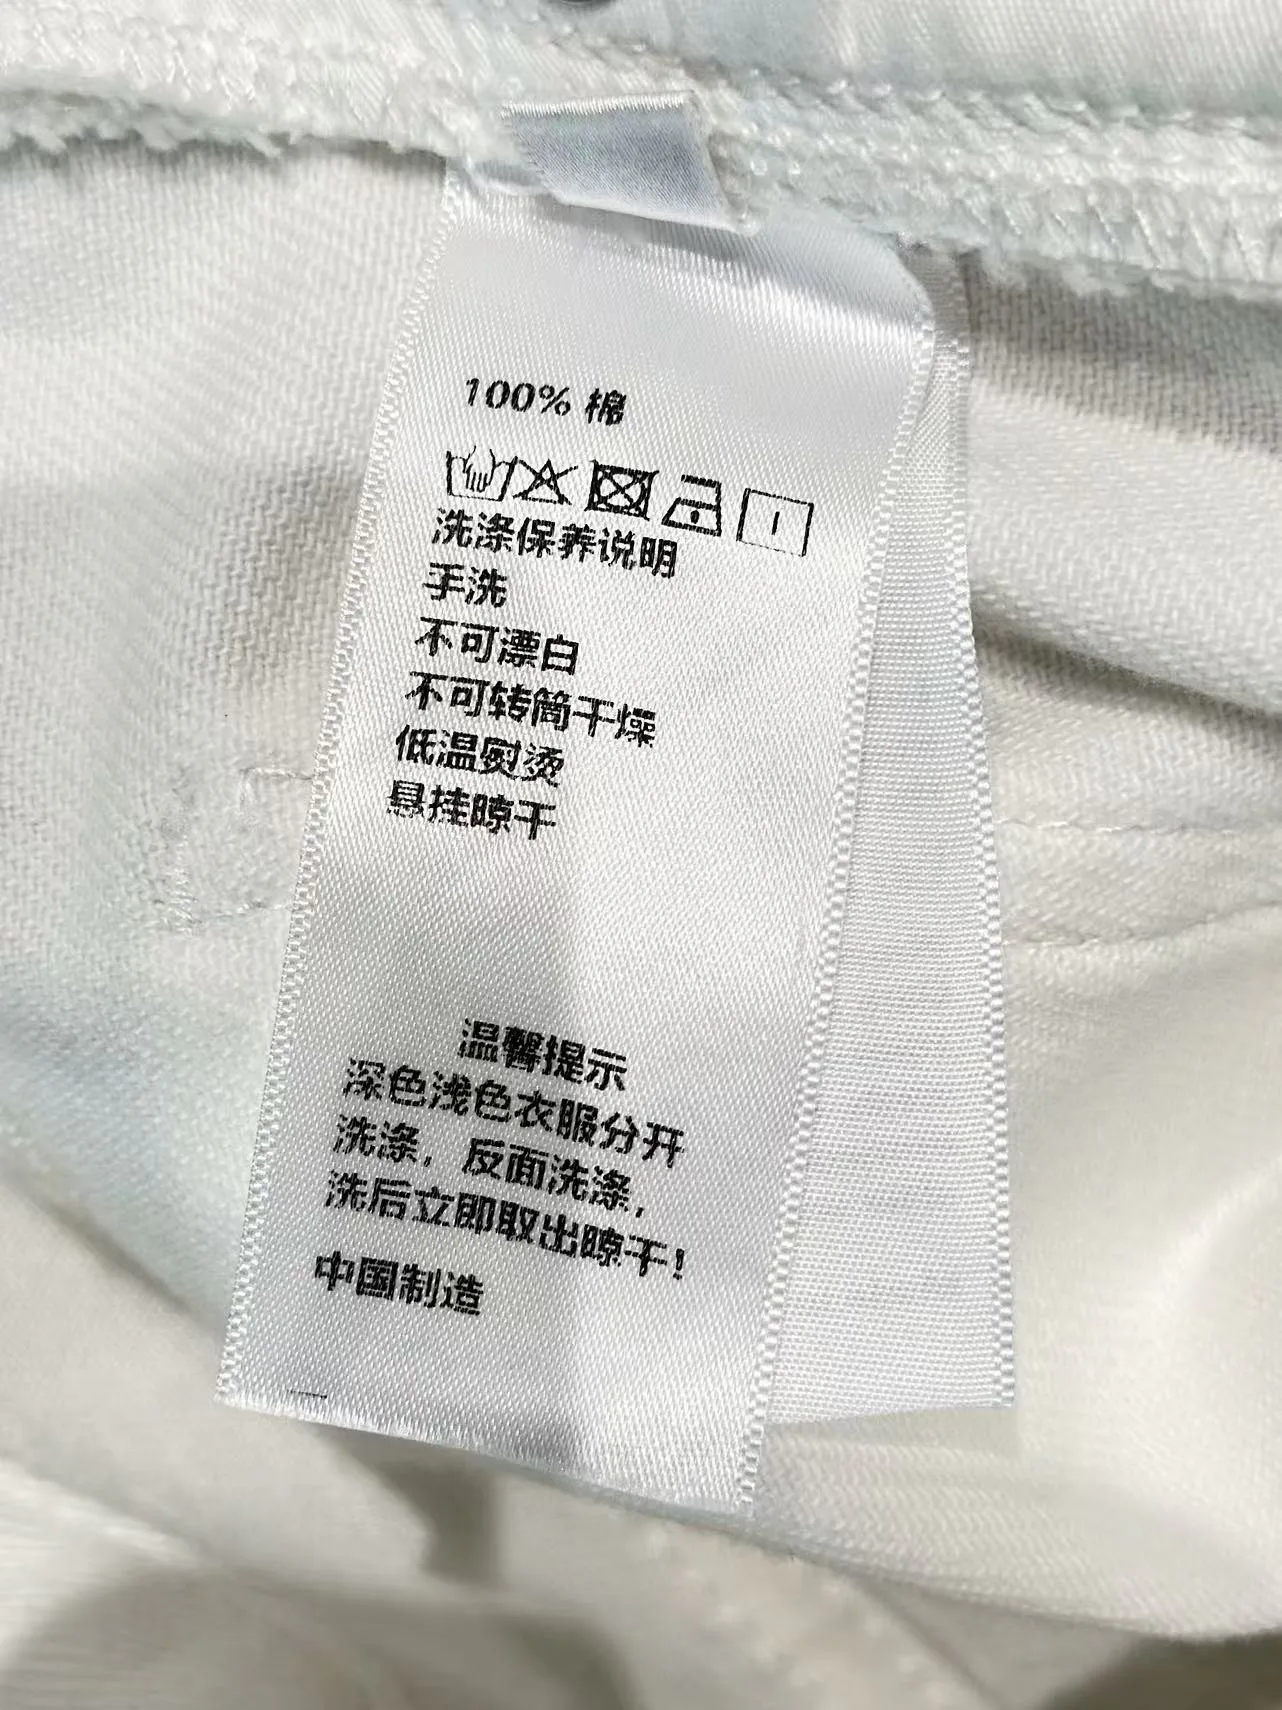 100% 棉
洗涤保养说明
手洗
不可漂白
不可转筒干燥
低温熨烫
悬挂晾干
温馨提示
深色浅色衣服分开
洗涤，反面洗涤，
洗后立即取出晾干！
中国制造